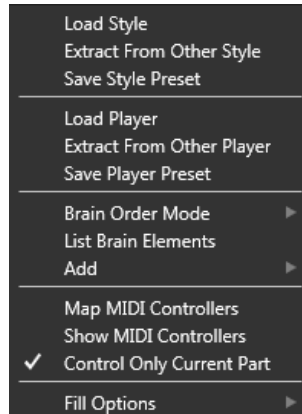 Load Style
Extract From Other Style
Save Style Preset
Load Player
Extract From Other Player
Save Player Preset
Brain Order Mode
List Brain Elements
Add
Map MIDI Controllers
Show MIDI Controllers
Control Only Current Part
Fill Options